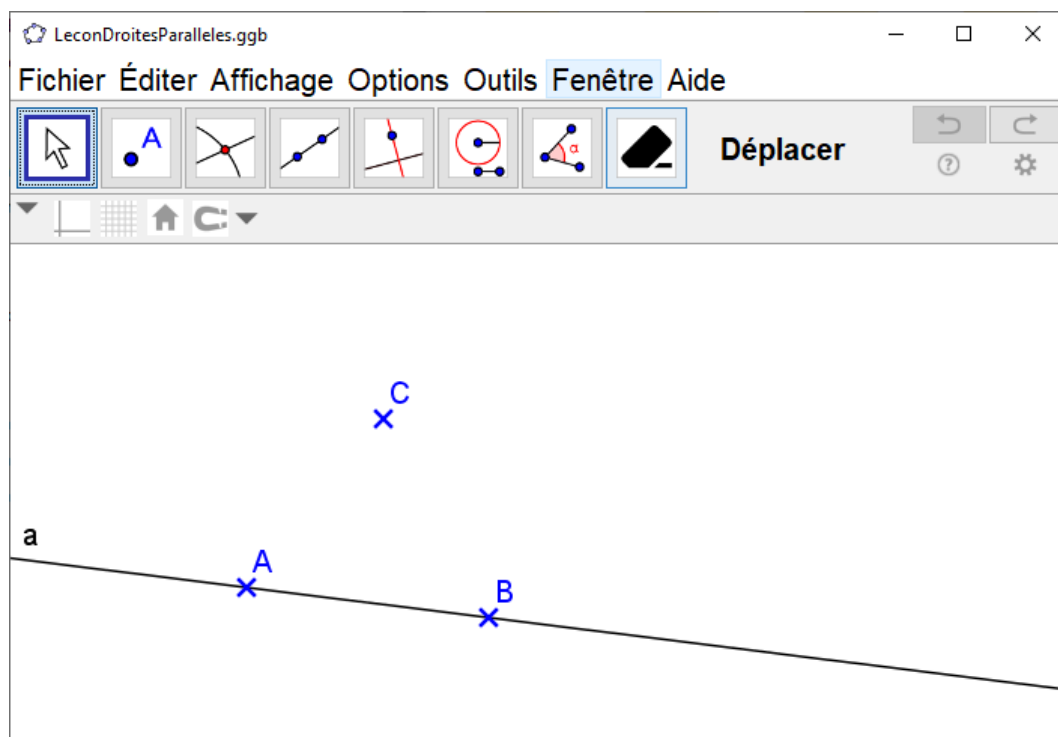 LeconDroitesParalleles.ggb
Fichier Éditer Affichage Options Outils Fenêtre Aide
A α Déplacer
C
a
A
B